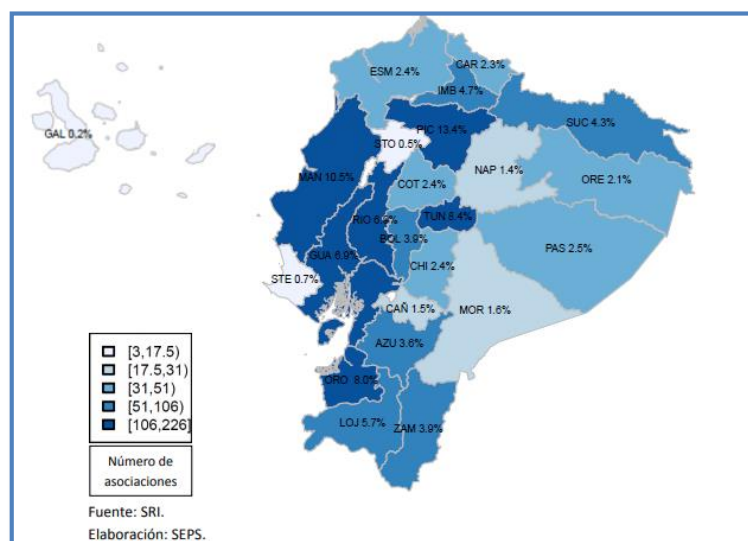 CAR 2.3%
ESM 2.4%
IMB 4.7%
SUC 4.3%
PIC 13.4%
GAL 0.2%
STO 0.5%
NAP 1.4%
MAN 10.5%
COT 2.4%
ORE 2.1%
RIO
TUN 8.4%
BOL 3.9%
PAS 2.5%
GUA 6.9%
CHI 2.4%
STE 0.7%
CAÑ 1.5%
MOR 1.6%
AZU 3.6%
ORO 8.0%
LOJ 5.7%
ZAM 3.9%
[3,17.5)
[17.5,31)
[31,51)
[51,106)
[106,226]
Número de
asociaciones
Fuente: SRI.
Elaboración: SEPS.